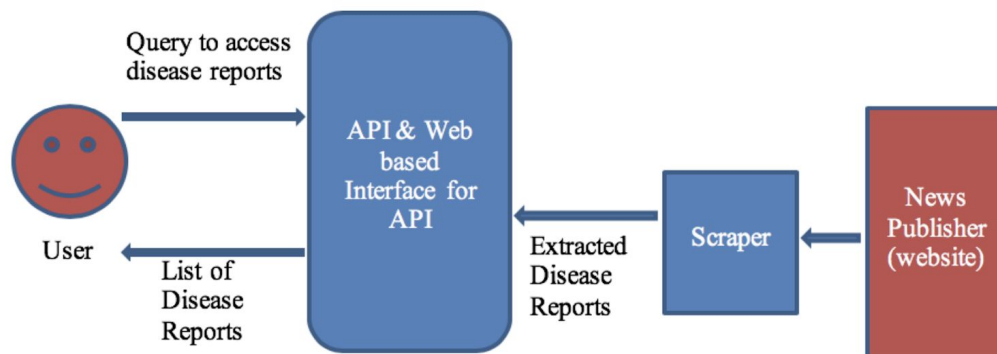 Query to access
disease reports
User
List of
Disease
Reports
API & Web
based
Interface for
API
Extracted
Disease
Reports
Scraper
News
Publisher
(website)